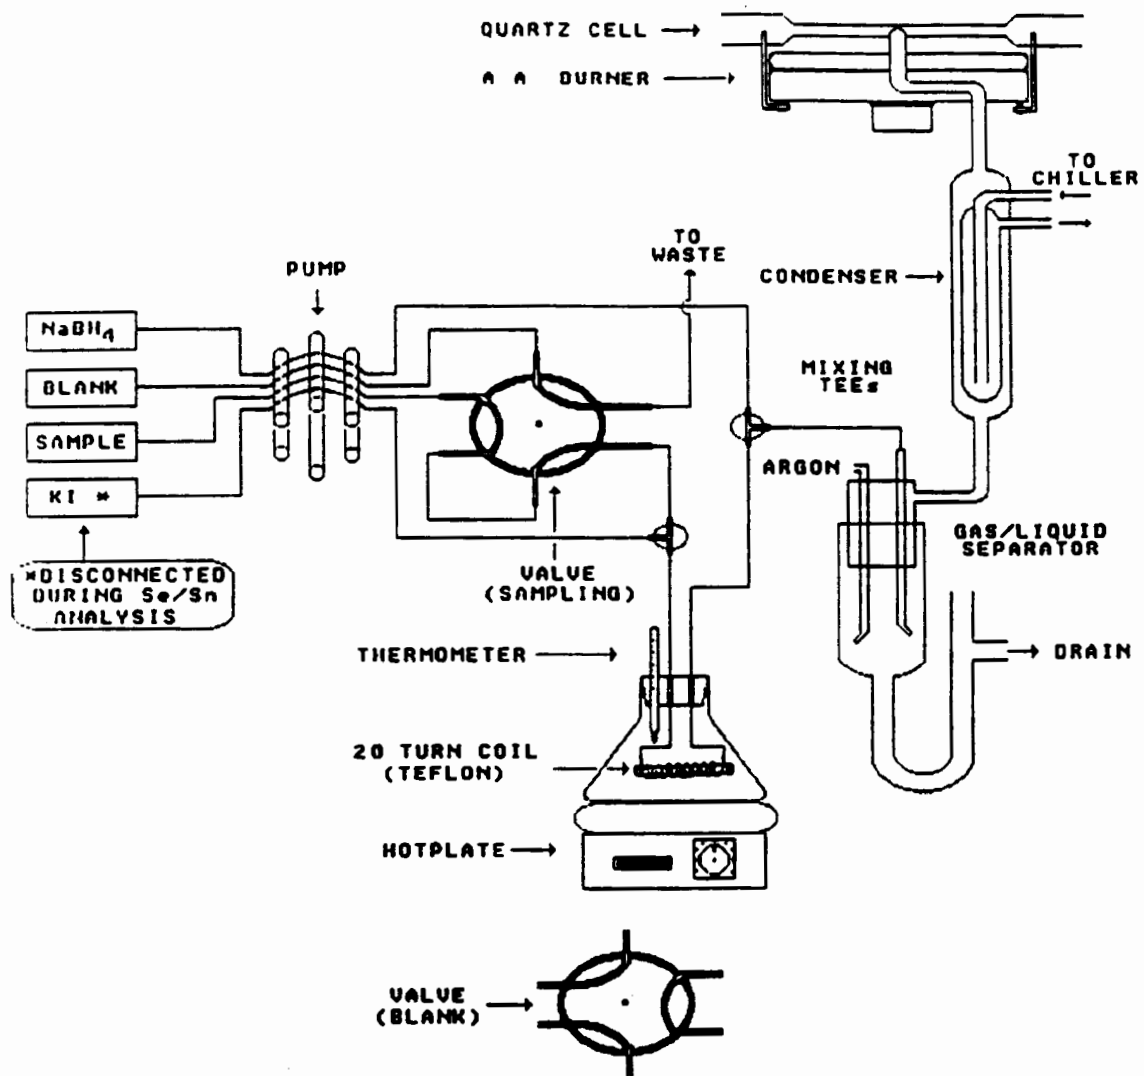 QUARTZ CELL
A A BURNER
TO
CHILLER
TO
WASTE
CONDENSER
PUMP
NaBH4
BLANK
SAMPLE
KI *
*DISCONNECTED
DURING Se/Sn
ANALYSIS
MIXING
TEEs
ARGON
GAS/LIQUID
SEPARATOR
VALVE
(SAMPLING)
THERMOMETER
DRAIN
20 TURN COIL
(TEFLON)
HOTPLATE
VALVE
(BLANK)